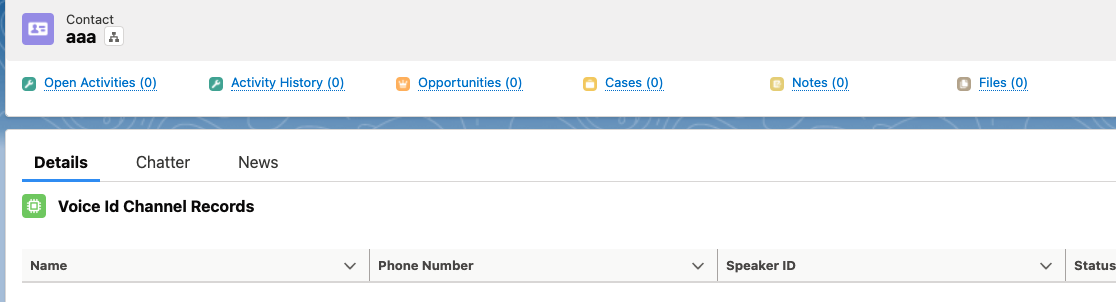 Contact
aaa
Open Activities (0) Activity History (0) Opportunities (0) Cases (0) Notes (0) Files (0)
Details Chatter News
Voice Id Channel Records
Name Phone Number Speaker ID Status